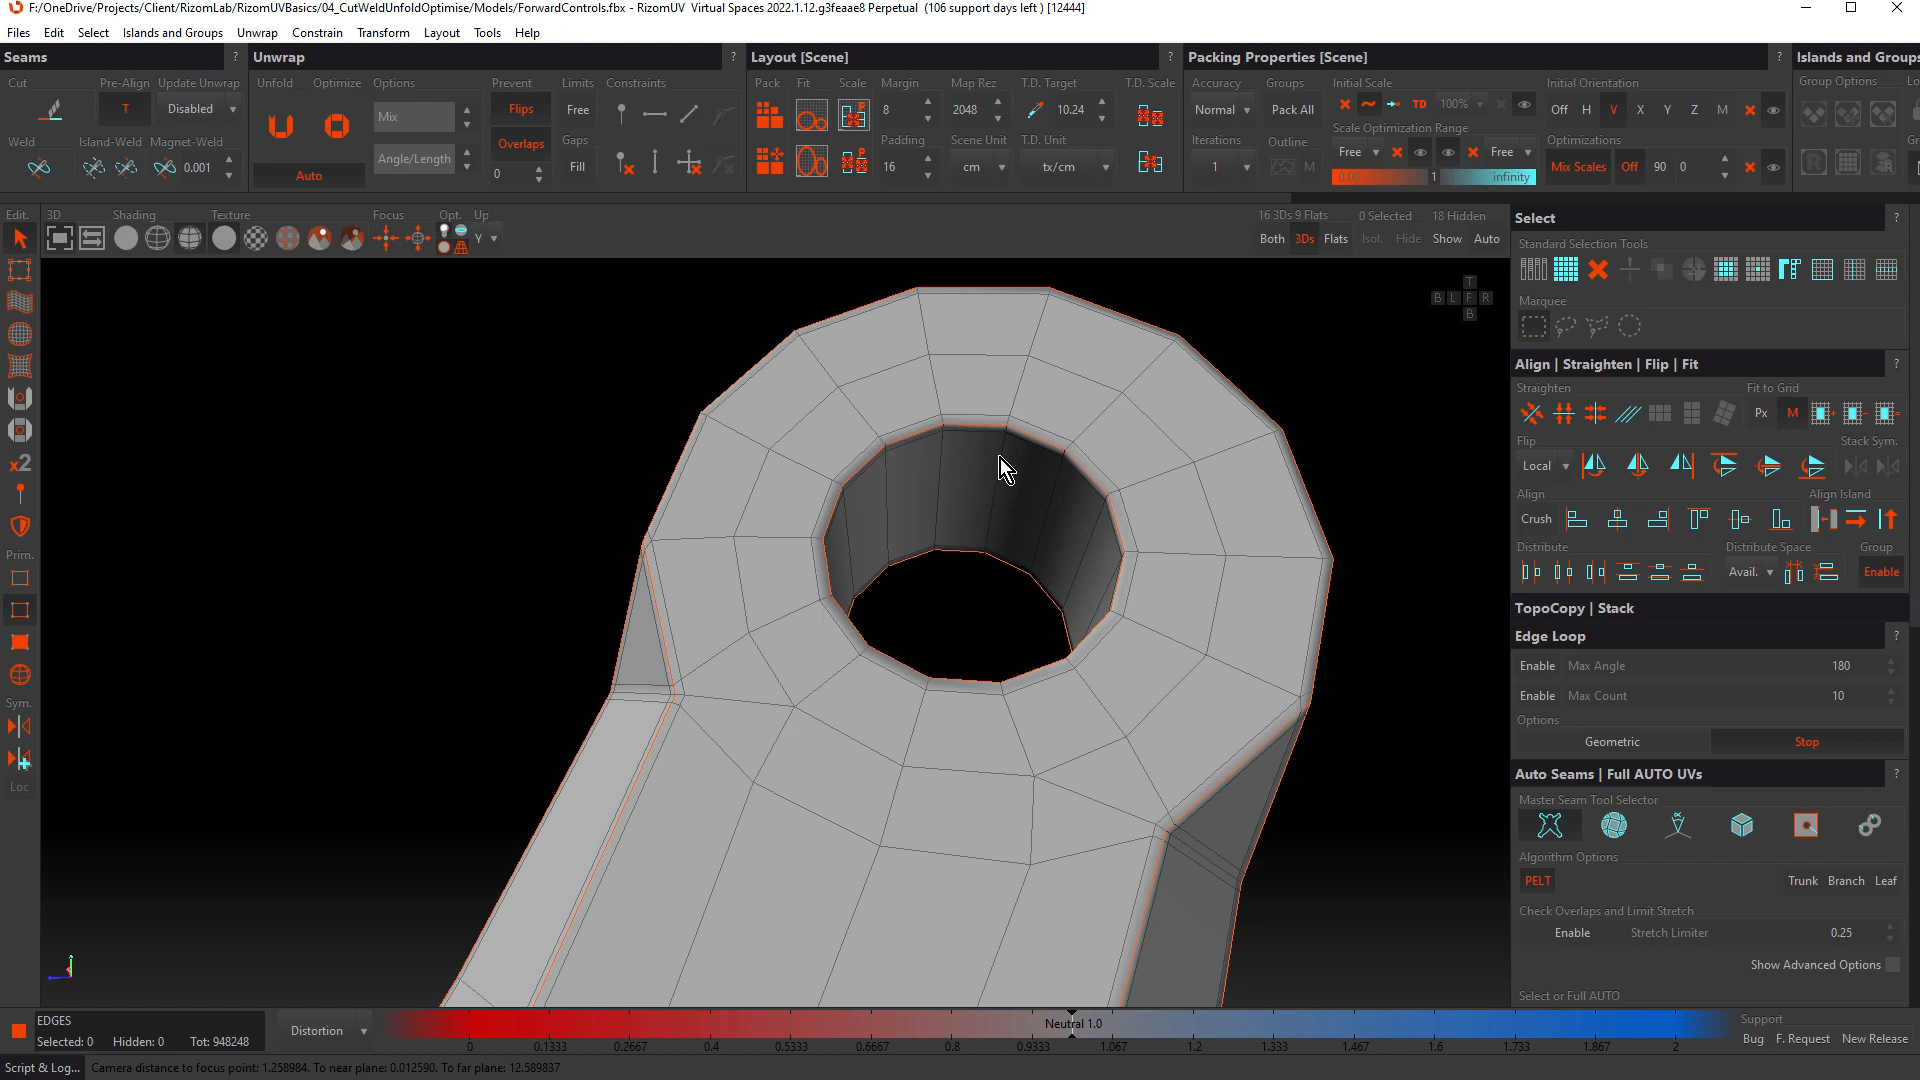 F:/OneDrive/Projects/Client/RizomLab/RizomUVBasics/04_CutWeldUnfoldOptimise/Models/ForwardControls.fbx - RizomUV Virtual Spaces 2022.1.12.g3feaae8 Perpetual (106 support days left ) [12444]
Files Edit Select Islands and Groups Unwrap Constrain Transform Layout Tools Help
Seams ? Unwrap ? Layout [Scene] ? Packing Properties [Scene] ? Islands and Groups
Cut Pre-Align Update Unwrap Unfold Optimize Options Prevent Limits Constraints Pack Fit Scale Margin Map Rez T.D. Target T.D. Scale Accuracy Groups Initial Scale Initial Orientation Group Options
T Disabled Mix Flips Free 8 2048 10.24 Normal Pack All TD 100% Off H V X Y Z M
Weld Island-Weld Magnet-Weld Angle/Length Overlaps Gaps Padding Scene Unit T.D. Unit Iterations Outline Scale Optimization Range Optimizations
0.001 Auto 0 Fill 16 cm tx/cm 1 M Free Free Mix Scales Off 90 0
0.00 1 infinity
Edit. 3D Shading Texture Focus Opt. Up 16 3Ds 9 Flats 0 Selected 18 Hidden Select ?
Y Both 3Ds Flats Isol. Hide Show Auto
Standard Selection Tools
T
B L F R
B
Marquee
Align | Straighten | Flip | Fit ?
Straighten Fit to Grid
Px M
Flip Stack Sym.
x2 Local
Align Align Island
Crush
Distribute Distribute Space Group
Prim. Avail. Enable
TopoCopy | Stack
Edge Loop ?
Enable Max Angle 180
Enable Max Count 10
Sym. Options
Geometric Stop
Auto Seams | Full AUTO UVs ?
Loc Master Seam Tool Selector
Algorithm Options
PELT Trunk Branch Leaf
Check Overlaps and Limit Stretch
Enable Stretch Limiter 0.25
Show Advanced Options
Select or Full AUTO
EDGES Distortion Neutral 1.0 Support
Selected: 0 Hidden: 0 Tot: 948248 0 0.1333 0.2667 0.4 0.5333 0.6667 0.8 0.9333 1.067 1.2 1.333 1.467 1.6 1.733 1.867 2 Bug F. Request New Release
Script & Log... Camera distance to focus point: 1.258984. To near plane: 0.012590. To far plane: 12.589837